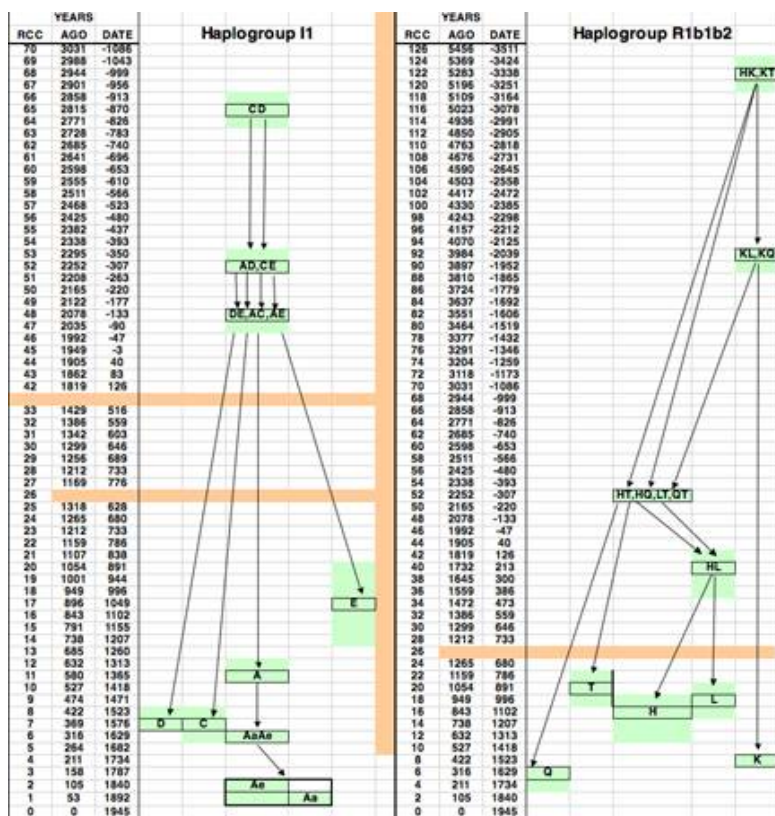 YEARS
RCC AGO DATE Haplogroup I1
70 3031 -1086
69 2988 -1043
68 2944 -999
67 2901 -956
66 2858 -913
65 2815 -870 CD
64 2771 -826
63 2728 -783
62 2685 -740
61 2641 -696
60 2598 -653
59 2555 -610
58 2511 -566
57 2468 -523
56 2425 -480
55 2382 -437
54 2338 -393
53 2295 -350
52 2252 -307 AD,CE
51 2208 -263
50 2165 -220
49 2122 -177
48 2078 -133 DE,AC,AE
47 2035 -90
46 1992 -47
45 1949 -3
44 1905 40
43 1862 83
42 1819 126
33 1429 516
32 1386 559
31 1342 603
30 1299 646
29 1256 689
28 1212 733
27 1169 776
26
25 1318 628
24 1265 680
23 1212 733
22 1159 786
21 1107 838
20 1054 891
19 1001 944
18 949 996
17 896 1049 E
16 843 1102
15 791 1155
14 738 1207
13 685 1260
12 632 1313
11 580 1365 A
10 527 1418
9 474 1471
8 422 1523
7 369 1576 D C
6 316 1629 AaAe
5 264 1682
4 211 1734
3 158 1787
2 105 1840 Ae
1 53 1892 Aa
0 0 1945
YEARS
RCC AGO DATE Haplogroup R1b1b2
126 5456 -3511
124 5369 -3424
122 5283 -3338 HK,KT
120 5196 -3251
118 5109 -3164
116 5023 -3078
114 4936 -2991
112 4850 -2905
110 4763 -2818
108 4676 -2731
106 4590 -2645
104 4503 -2558
102 4417 -2472
100 4330 -2385
98 4243 -2298
96 4157 -2212
94 4070 -2125
92 3984 -2039 KL,KQ
90 3897 -1952
88 3810 -1865
86 3724 -1779
84 3637 -1692
82 3551 -1606
80 3464 -1519
78 3377 -1432
76 3291 -1346
74 3204 -1259
72 3118 -1173
70 3031 -1086
68 2944 -999
66 2858 -913
64 2771 -826
62 2685 -740
60 2598 -653
58 2511 -566
56 2425 -480
54 2338 -393
52 2252 -307 HT,HQ,LT,QT
50 2165 -220
48 2078 -133
46 1992 -47
44 1905 40
42 1819 126
40 1732 213 HL
38 1645 300
36 1559 386
34 1472 473
32 1386 559
30 1299 646
28 1212 733
26
24 1265 680
22 1159 786
20 1054 891 T
18 949 996 L
16 843 1102 H
14 738 1207
12 632 1313
10 527 1418
8 422 1523 K
6 316 1629 Q
4 211 1734
2 105 1840
0 0 1945